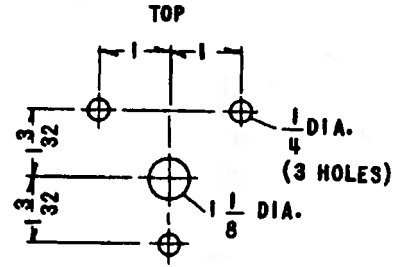 TOP
1 1
1 3/32
1/4 DIA.
(3 HOLES)
1 3/32
1 1/8 DIA.